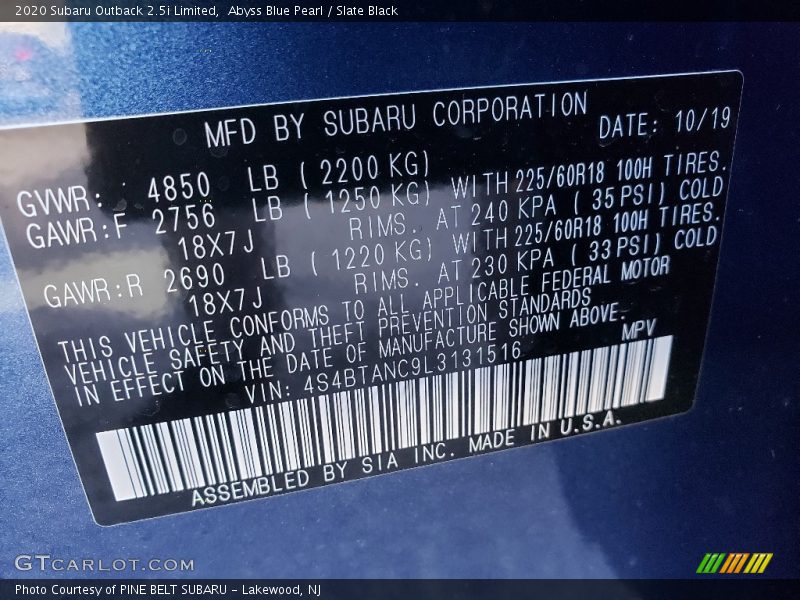 2020 Subaru Outback 2.5i Limited,  Abyss Blue Pearl / Slate Black
MFD BY SUBARU CORPORATION
DATE: 10/19
GVWR: 4850 LB ( 2200 KG)
GAWR:F 2756 LB ( 1250 KG) WITH 225/60R18 100H TIRES.
18X7J RIMS. AT 240 KPA ( 35 PSI) COLD
GAWR:R 2690 LB ( 1220 KG) WITH 225/60R18 100H TIRES.
18X7J RIMS. AT 230 KPA ( 33 PSI) COLD
THIS VEHICLE CONFORMS TO ALL APPLICABLE FEDERAL MOTOR
VEHICLE SAFETY AND THEFT PREVENTION STANDARDS
IN EFFECT ON THE DATE OF MANUFACTURE SHOWN ABOVE.
VIN: 4S4BTANC9L3131516 MPV
ASSEMBLED BY SIA INC. MADE IN U.S.A.
GTCARLOT.COM
Photo Courtesy of PINE BELT SUBARU - Lakewood, NJ